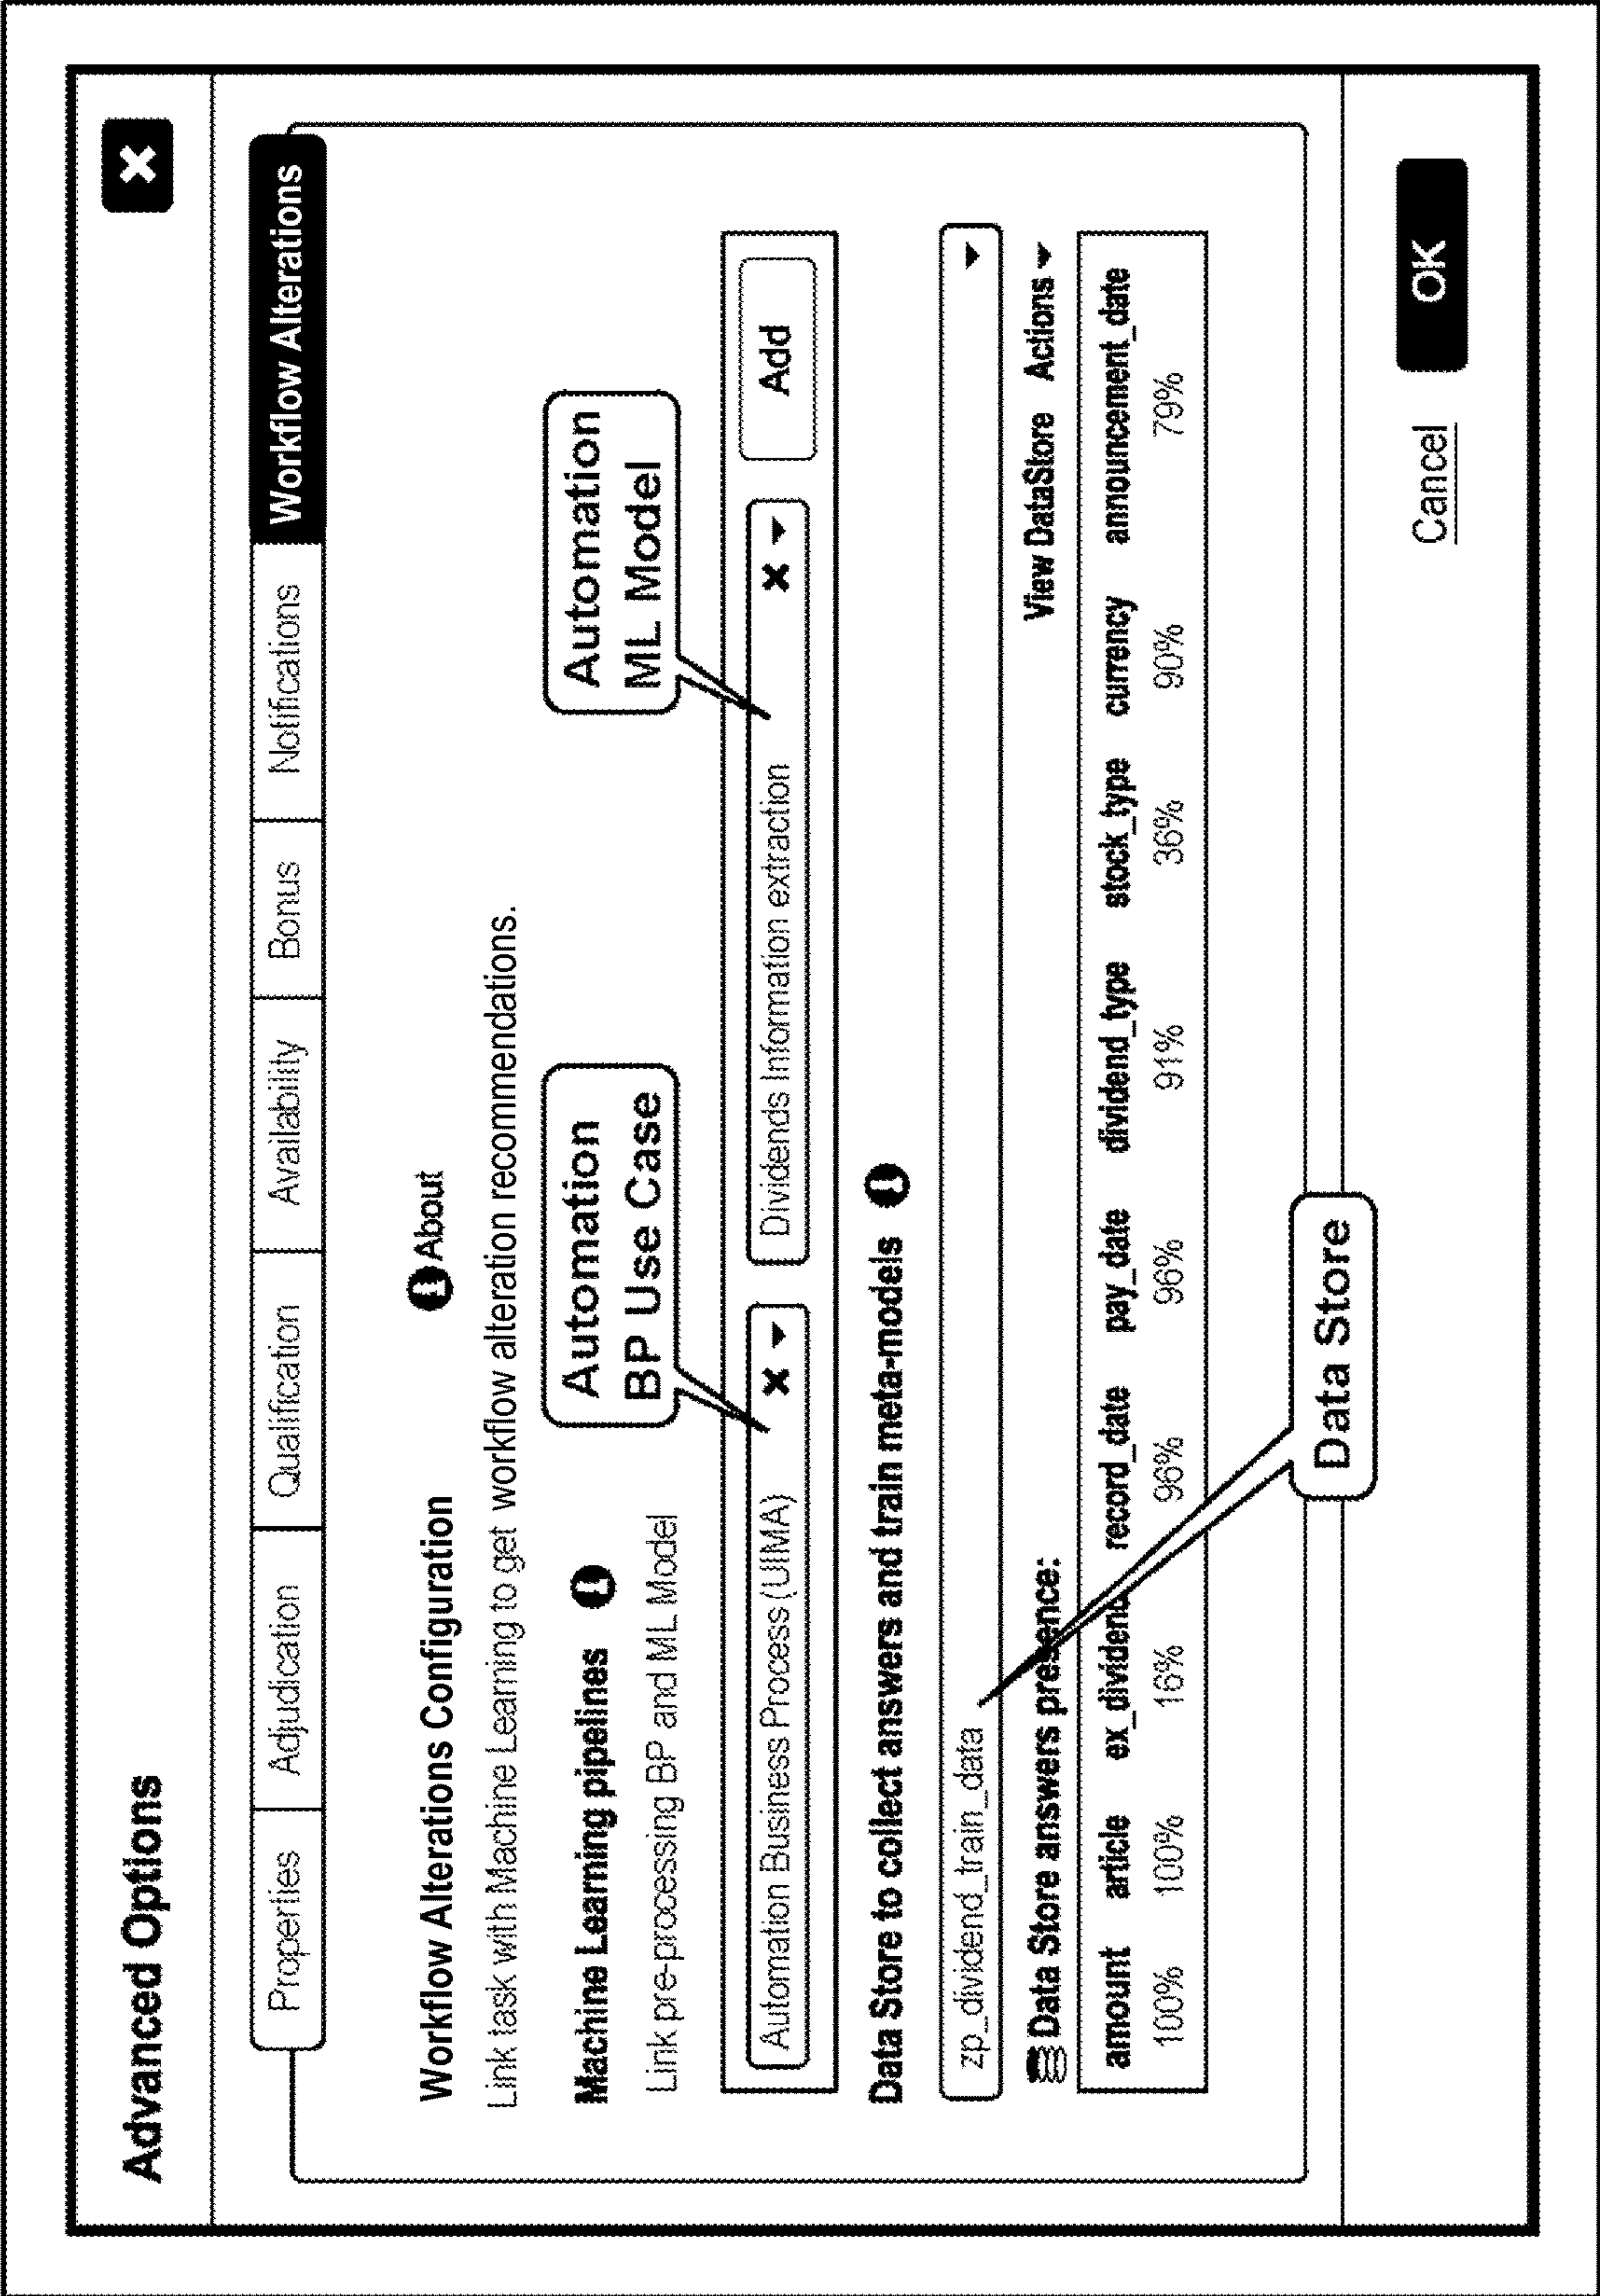 Advanced Options
Properties Adjudication Qualification Availability Bonus Notifications Workflow Alterations
Workflow Alterations Configuration About
Link task with Machine Learning to get workflow alteration recommendations.
Machine Learning pipelines
Link pre-processing BP and ML Model
Automation
BP Use Case
Automation
ML Model
Automation Business Process (UIMA) Dividends Information extraction Add
Data Store to collect answers and train meta-models
zp_dividend_train_data
Data Store answers presence: View DataStore Actions
amount article ex_dividend record_date pay_date dividend_type stock_type currency announcement_date
100% 100% 16% 96% 96% 91% 36% 90% 79%
Data Store
Cancel OK